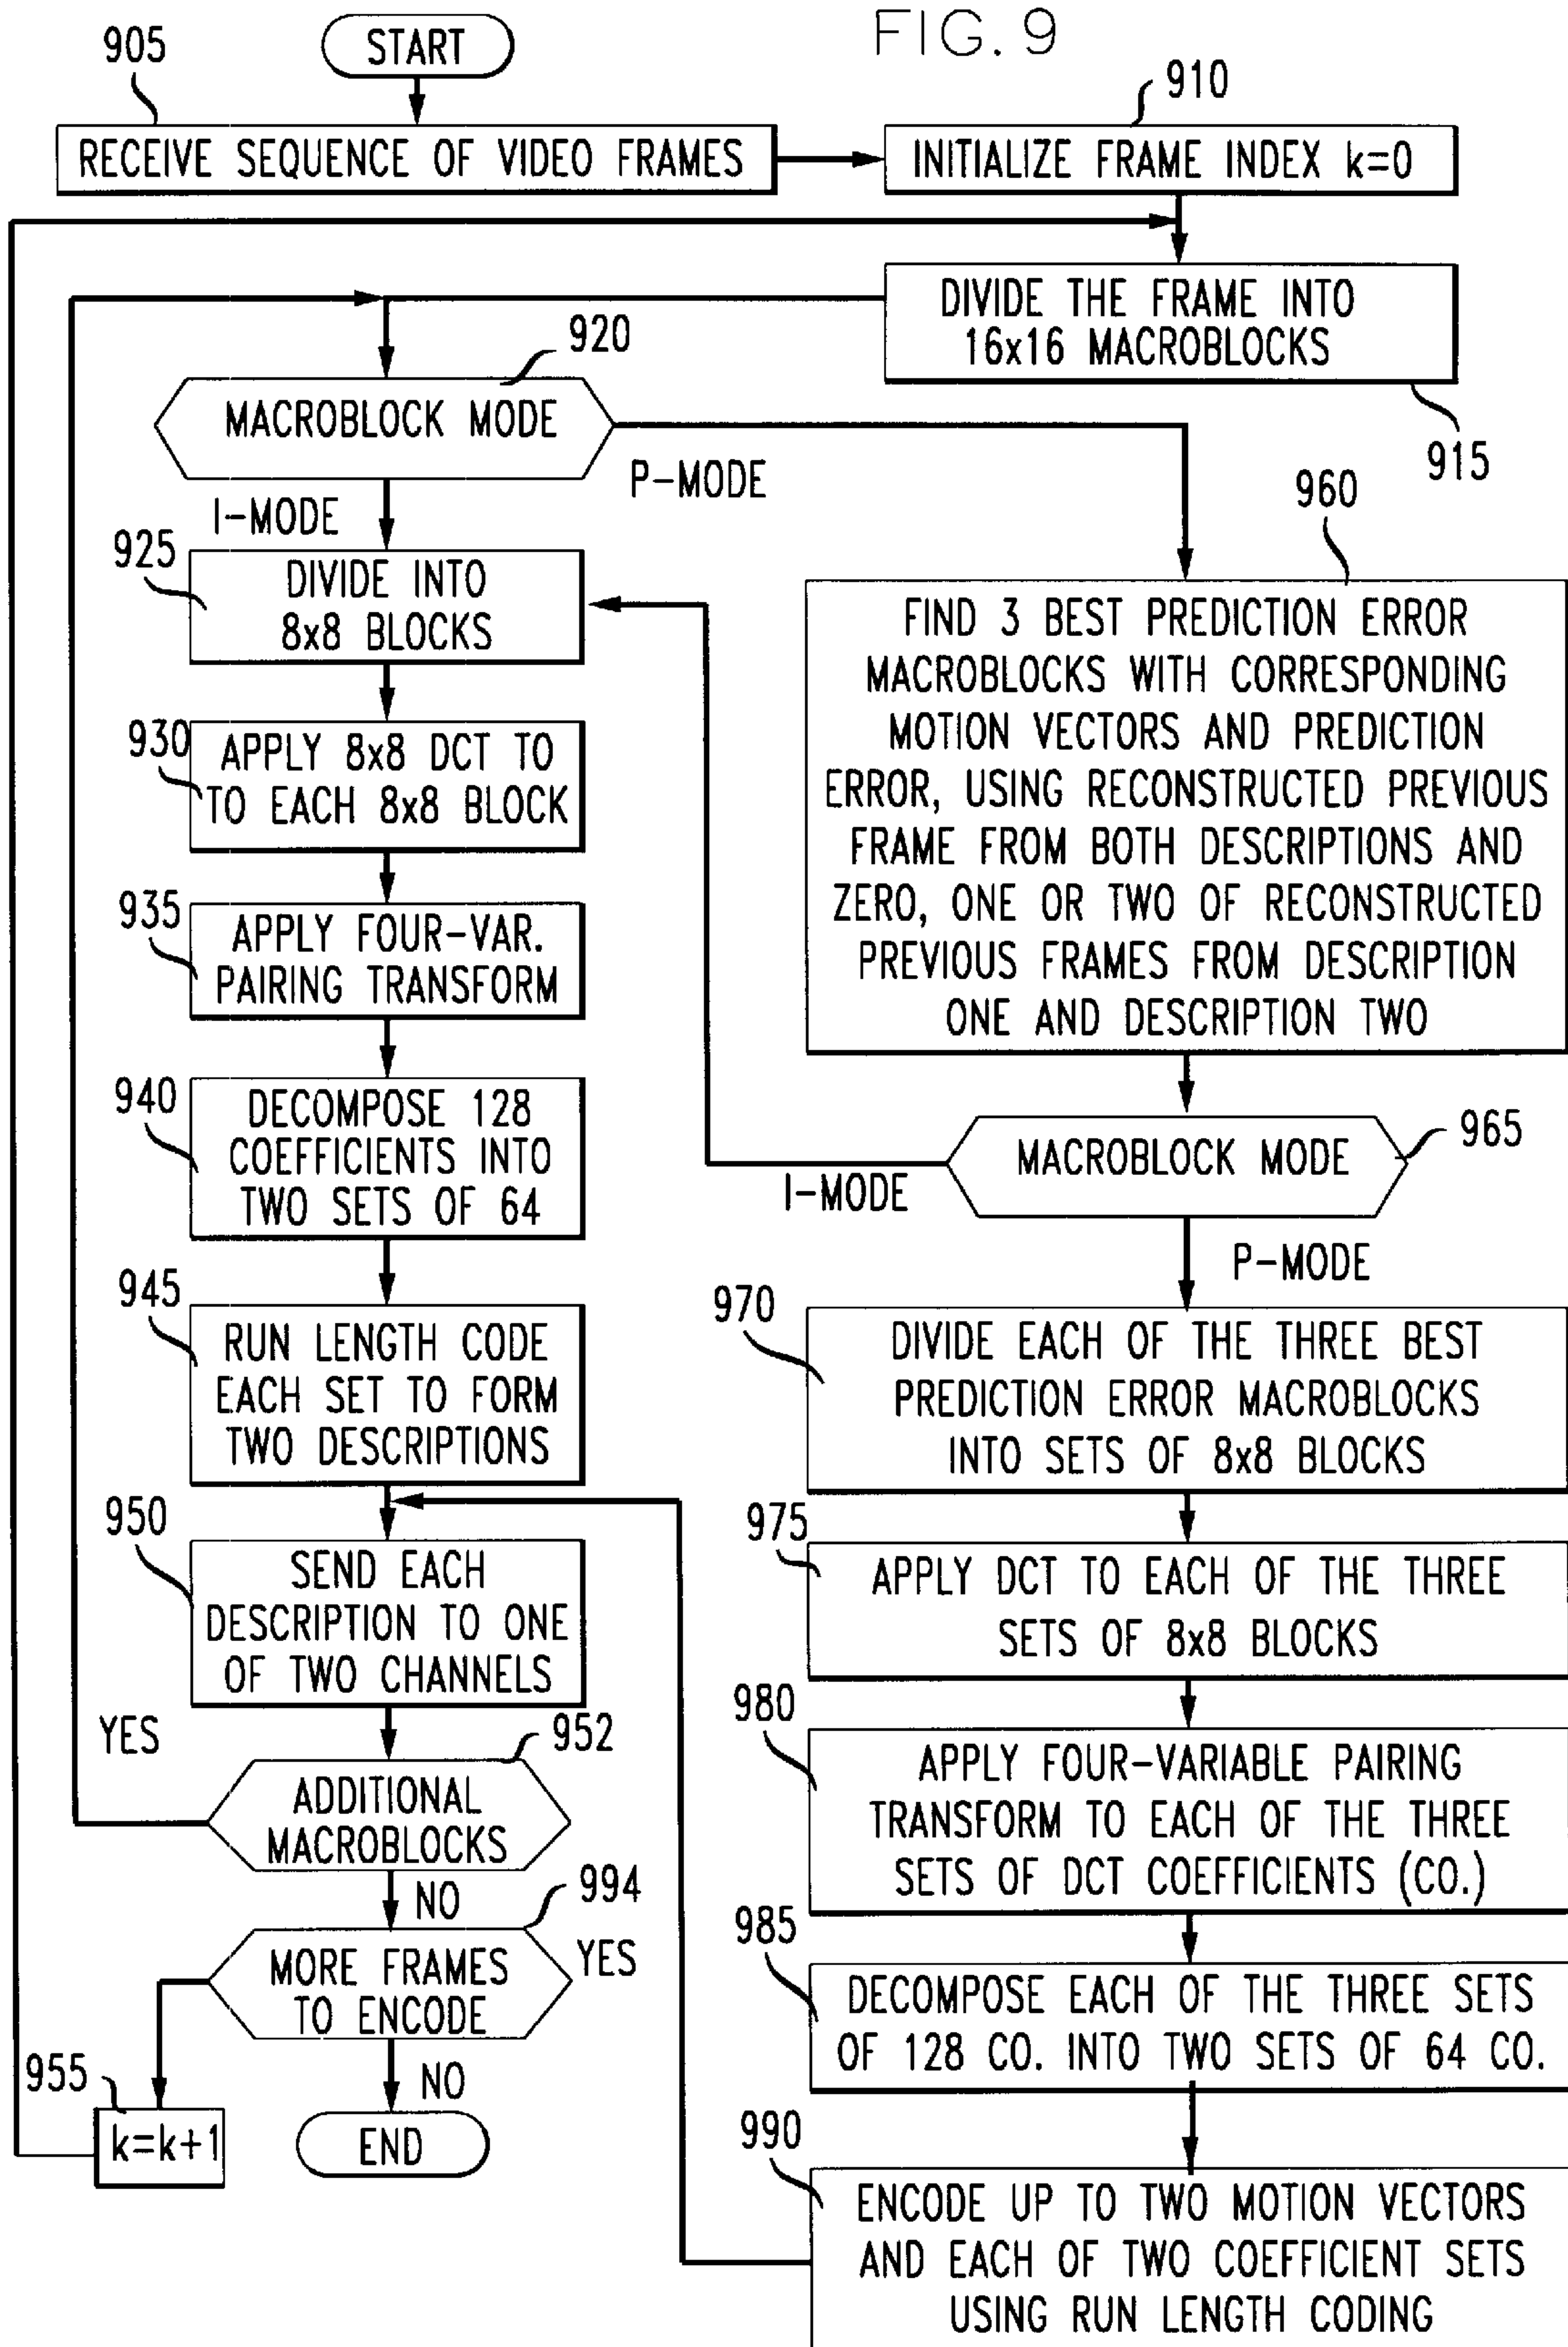 FIG. 9
905
START
910
RECEIVE SEQUENCE OF VIDEO FRAMES
INITIALIZE FRAME INDEX k=0
DIVIDE THE FRAME INTO
16x16 MACROBLOCKS
915
920
MACROBLOCK MODE
P-MODE
I-MODE
925
DIVIDE INTO
8x8 BLOCKS
930
APPLY 8x8 DCT TO
TO EACH 8x8 BLOCK
935
APPLY FOUR-VAR.
PAIRING TRANSFORM
940
DECOMPOSE 128
COEFFICIENTS INTO
TWO SETS OF 64
945
RUN LENGTH CODE
EACH SET TO FORM
TWO DESCRIPTIONS
950
SEND EACH
DESCRIPTION TO ONE
OF TWO CHANNELS
YES
952
ADDITIONAL
MACROBLOCKS
NO
994
MORE FRAMES
TO ENCODE
YES
955
k=k+1
NO
END
960
FIND 3 BEST PREDICTION ERROR
MACROBLOCKS WITH CORRESPONDING
MOTION VECTORS AND PREDICTION
ERROR, USING RECONSTRUCTED PREVIOUS
FRAME FROM BOTH DESCRIPTIONS AND
ZERO, ONE OR TWO OF RECONSTRUCTED
PREVIOUS FRAMES FROM DESCRIPTION
ONE AND DESCRIPTION TWO
MACROBLOCK MODE
965
I-MODE
P-MODE
970
DIVIDE EACH OF THE THREE BEST
PREDICTION ERROR MACROBLOCKS
INTO SETS OF 8x8 BLOCKS
975
APPLY DCT TO EACH OF THE THREE
SETS OF 8x8 BLOCKS
980
APPLY FOUR-VARIABLE PAIRING
TRANSFORM TO EACH OF THE THREE
SETS OF DCT COEFFICIENTS (CO.)
985
DECOMPOSE EACH OF THE THREE SETS
OF 128 CO. INTO TWO SETS OF 64 CO.
990
ENCODE UP TO TWO MOTION VECTORS
AND EACH OF TWO COEFFICIENT SETS
USING RUN LENGTH CODING